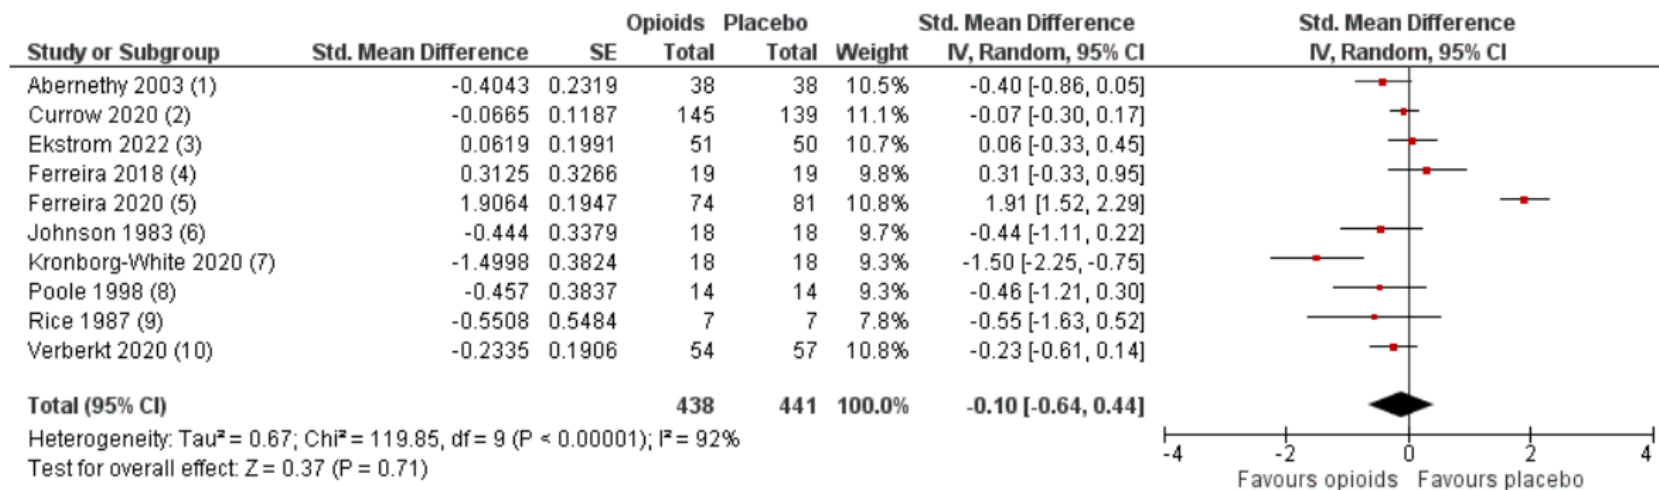 Opioids Placebo Std. Mean Difference Std. Mean Difference
Study or Subgroup Std. Mean Difference SE Total Total Weight IV, Random, 95% CI IV, Random, 95% CI
Abernethy 2003 (1) -0.4043 0.2319 38 38 10.5% -0.40 [-0.86, 0.05]
Currow 2020 (2) -0.0665 0.1187 145 139 11.1% -0.07 [-0.30, 0.17]
Ekstrom 2022 (3) 0.0619 0.1991 51 50 10.7% 0.06 [-0.33, 0.45]
Ferreira 2018 (4) 0.3125 0.3266 19 19 9.8% 0.31 [-0.33, 0.95]
Ferreira 2020 (5) 1.9064 0.1947 74 81 10.8% 1.91 [1.52, 2.29]
Johnson 1983 (6) -0.444 0.3379 18 18 9.7% -0.44 [-1.11, 0.22]
Kronborg-White 2020 (7) -1.4998 0.3824 18 18 9.3% -1.50 [-2.25, -0.75]
Poole 1998 (8) -0.457 0.3837 14 14 9.3% -0.46 [-1.21, 0.30]
Rice 1987 (9) -0.5508 0.5484 7 7 7.8% -0.55 [-1.63, 0.52]
Verberkt 2020 (10) -0.2335 0.1906 54 57 10.8% -0.23 [-0.61, 0.14]
Total (95% CI) 438 441 100.0% -0.10 [-0.64, 0.44]
Heterogeneity: Tau² = 0.67; Chi² = 119.85, df = 9 (P < 0.00001); I² = 92%
Test for overall effect: Z = 0.37 (P = 0.71)
-4 -2 0 2 4
Favours opioids Favours placebo